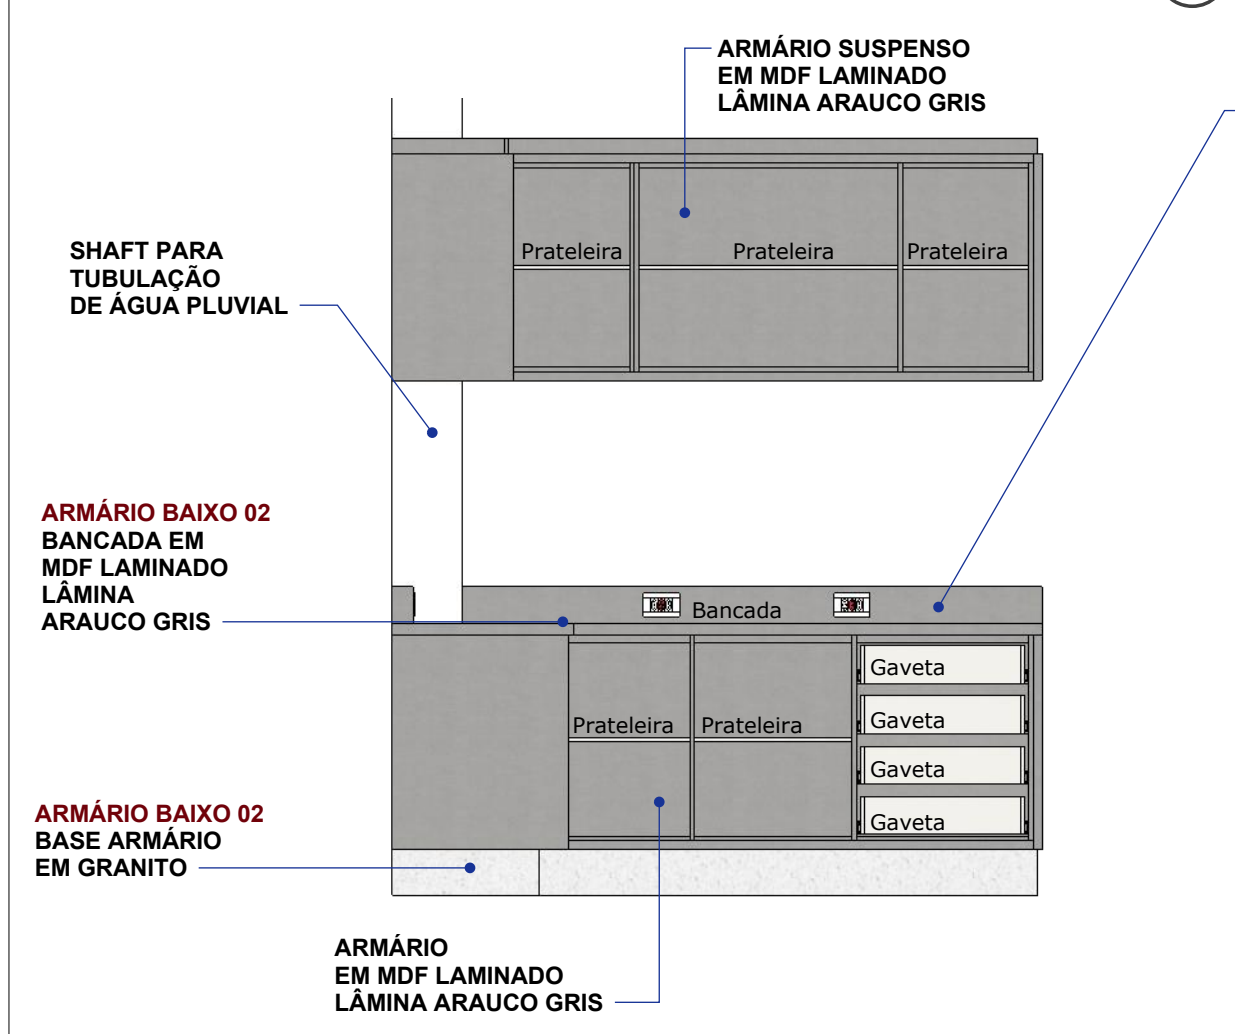 ARMÁRIO SUSPENSO
EM MDF LAMINADO
LÂMINA ARAUCO GRIS
SHAFT PARA
TUBULAÇÃO
DE ÁGUA PLUVIAL
Prateleira
Prateleira
Prateleira
ARMÁRIO BAIXO 02
BANCADA EM
MDF LAMINADO
LÂMINA
ARAUCO GRIS
Bancada
Gaveta
Gaveta
Gaveta
Gaveta
Prateleira
Prateleira
ARMÁRIO BAIXO 02
BASE ARMÁRIO
EM GRANITO
ARMÁRIO
EM MDF LAMINADO
LÂMINA ARAUCO GRIS